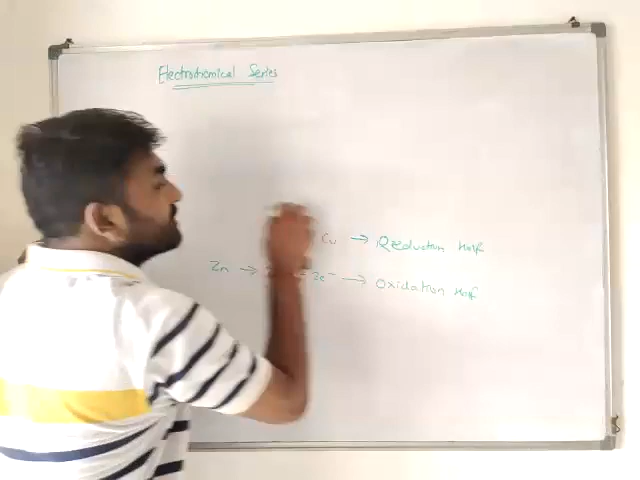 Electrochemical Series
Cu → Reduction Half
Zn → 2e⁻ → Oxidation Half